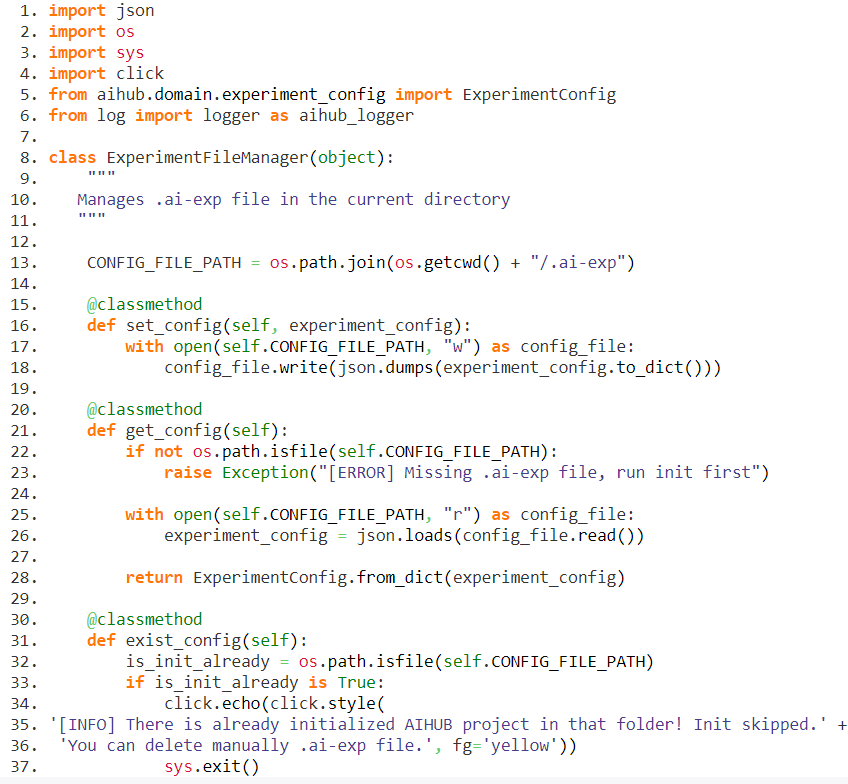 1. import json
2. import os
3. import sys
4. import click
5. from aihub.domain.experiment_config import ExperimentConfig
6. from log import logger as aihub_logger
7.
8. class ExperimentFileManager(object):
9.     """
10.    Manages .ai-exp file in the current directory
11.    """
12.
13.     CONFIG_FILE_PATH = os.path.join(os.getcwd() + "/.ai-exp")
14.
15.     @classmethod
16.     def set_config(self, experiment_config):
17.         with open(self.CONFIG_FILE_PATH, "w") as config_file:
18.             config_file.write(json.dumps(experiment_config.to_dict()))
19.
20.     @classmethod
21.     def get_config(self):
22.         if not os.path.isfile(self.CONFIG_FILE_PATH):
23.             raise Exception("[ERROR] Missing .ai-exp file, run init first")
24.
25.         with open(self.CONFIG_FILE_PATH, "r") as config_file:
26.             experiment_config = json.loads(config_file.read())
27.
28.         return ExperimentConfig.from_dict(experiment_config)
29.
30.     @classmethod
31.     def exist_config(self):
32.         is_init_already = os.path.isfile(self.CONFIG_FILE_PATH)
33.         if is_init_already is True:
34.             click.echo(click.style(
35. '[INFO] There is already initialized AIHUB project in that folder! Init skipped.' +
36.  'You can delete manually .ai-exp file.', fg='yellow'))
37.             sys.exit()